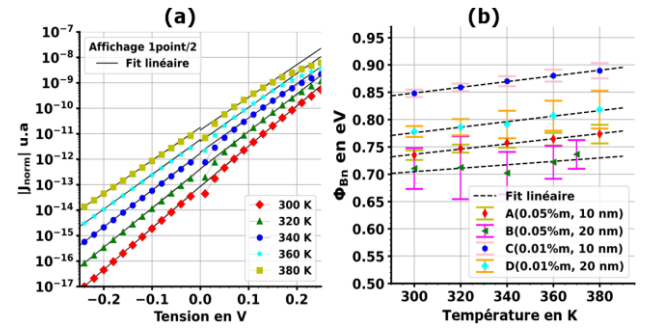 (a)
|J_norm| u.a
10⁻⁷
10⁻⁸
10⁻⁹
10⁻¹⁰
10⁻¹¹
10⁻¹²
10⁻¹³
10⁻¹⁴
10⁻¹⁵
10⁻¹⁶
10⁻¹⁷
Affichage 1point/2
Fit linéaire
300 K
320 K
340 K
360 K
380 K
−0.2 −0.1 0.0 0.1 0.2
Tension en V
(b)
Φ_Bn en eV
0.95
0.90
0.85
0.80
0.75
0.70
0.65
0.60
0.55
0.50
Fit linéaire
A(0.05%m, 10 nm)
B(0.05%m, 20 nm)
C(0.01%m, 10 nm)
D(0.01%m, 20 nm)
300 320 340 360 380
Température en K